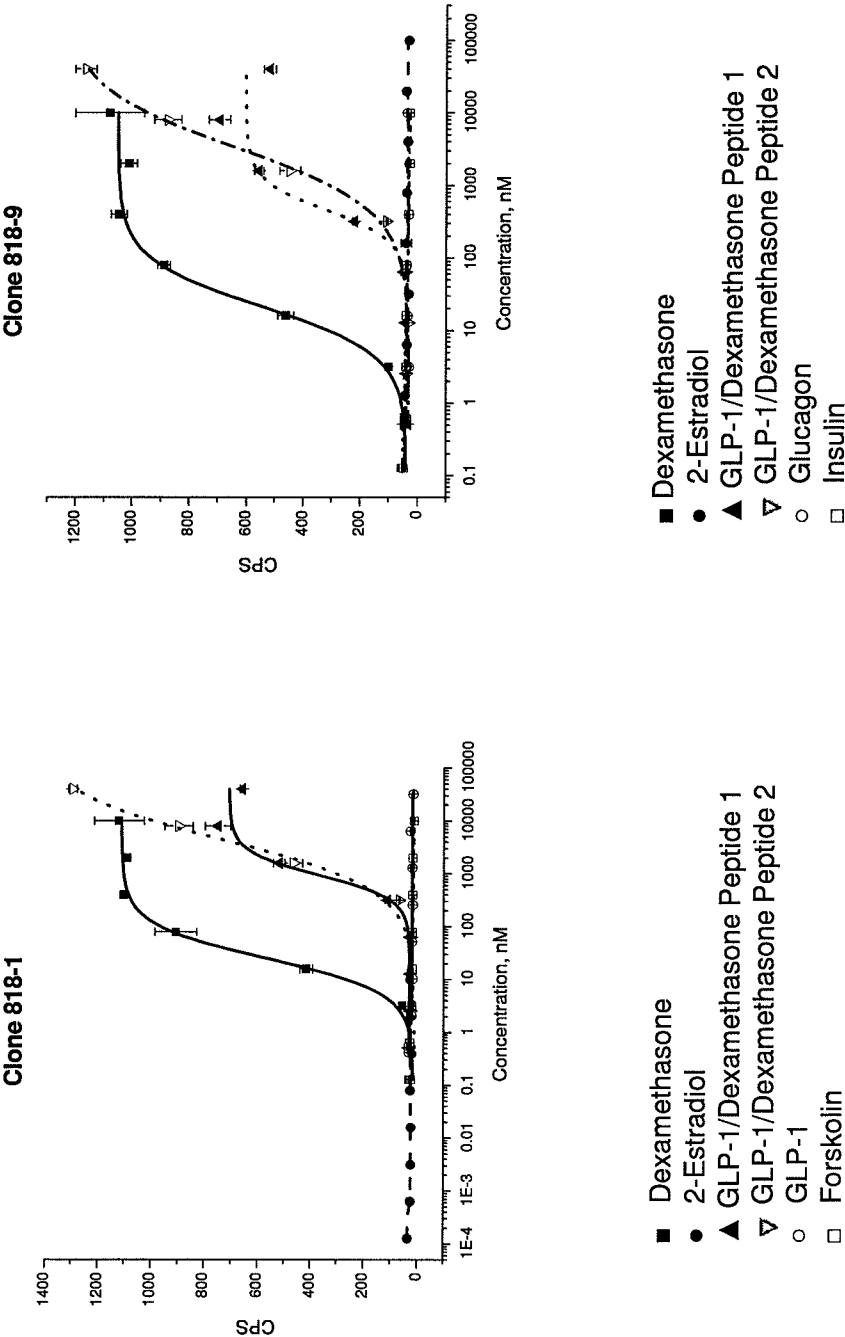 Clone 818-1
CPS
1400
1200
1000
800
600
400
200
0
1E-4
1E-3
0.01
0.1
1
10
100
1000
10000
100000
Concentration, nM
Dexamethasone
2-Estradiol
GLP-1/Dexamethasone Peptide 1
GLP-1/Dexamethasone Peptide 2
GLP-1
Forskolin
Clone 818-9
CPS
1200
1000
800
600
400
200
0
0.1
1
10
100
1000
10000
100000
Concentration, nM
Dexamethasone
2-Estradiol
GLP-1/Dexamethasone Peptide 1
GLP-1/Dexamethasone Peptide 2
Glucagon
Insulin